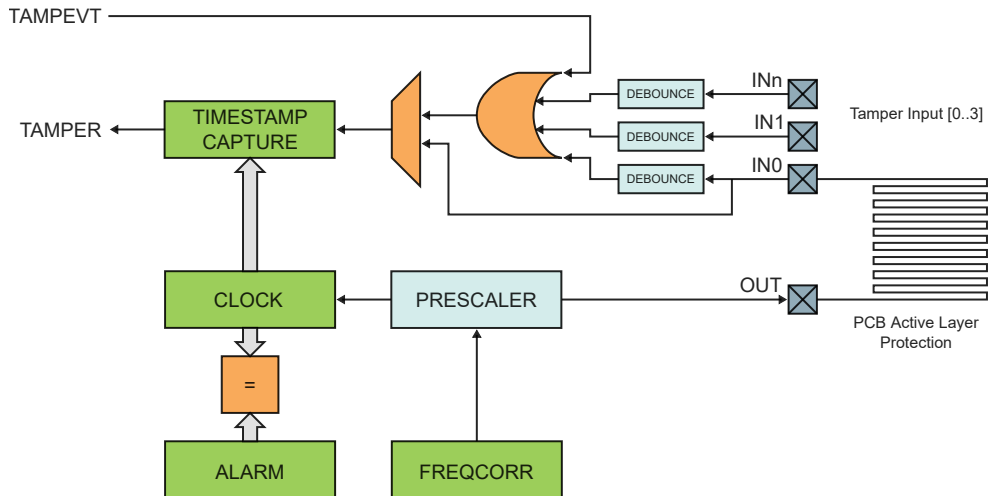 TAMPEVT
INn
DEBOUNCE
Tamper Input [0..3]
TIMESTAMP
CAPTURE
TAMPER
IN1
DEBOUNCE
IN0
DEBOUNCE
CLOCK
PRESCALER
OUT
PCB Active Layer
Protection
=
ALARM
FREQCORR